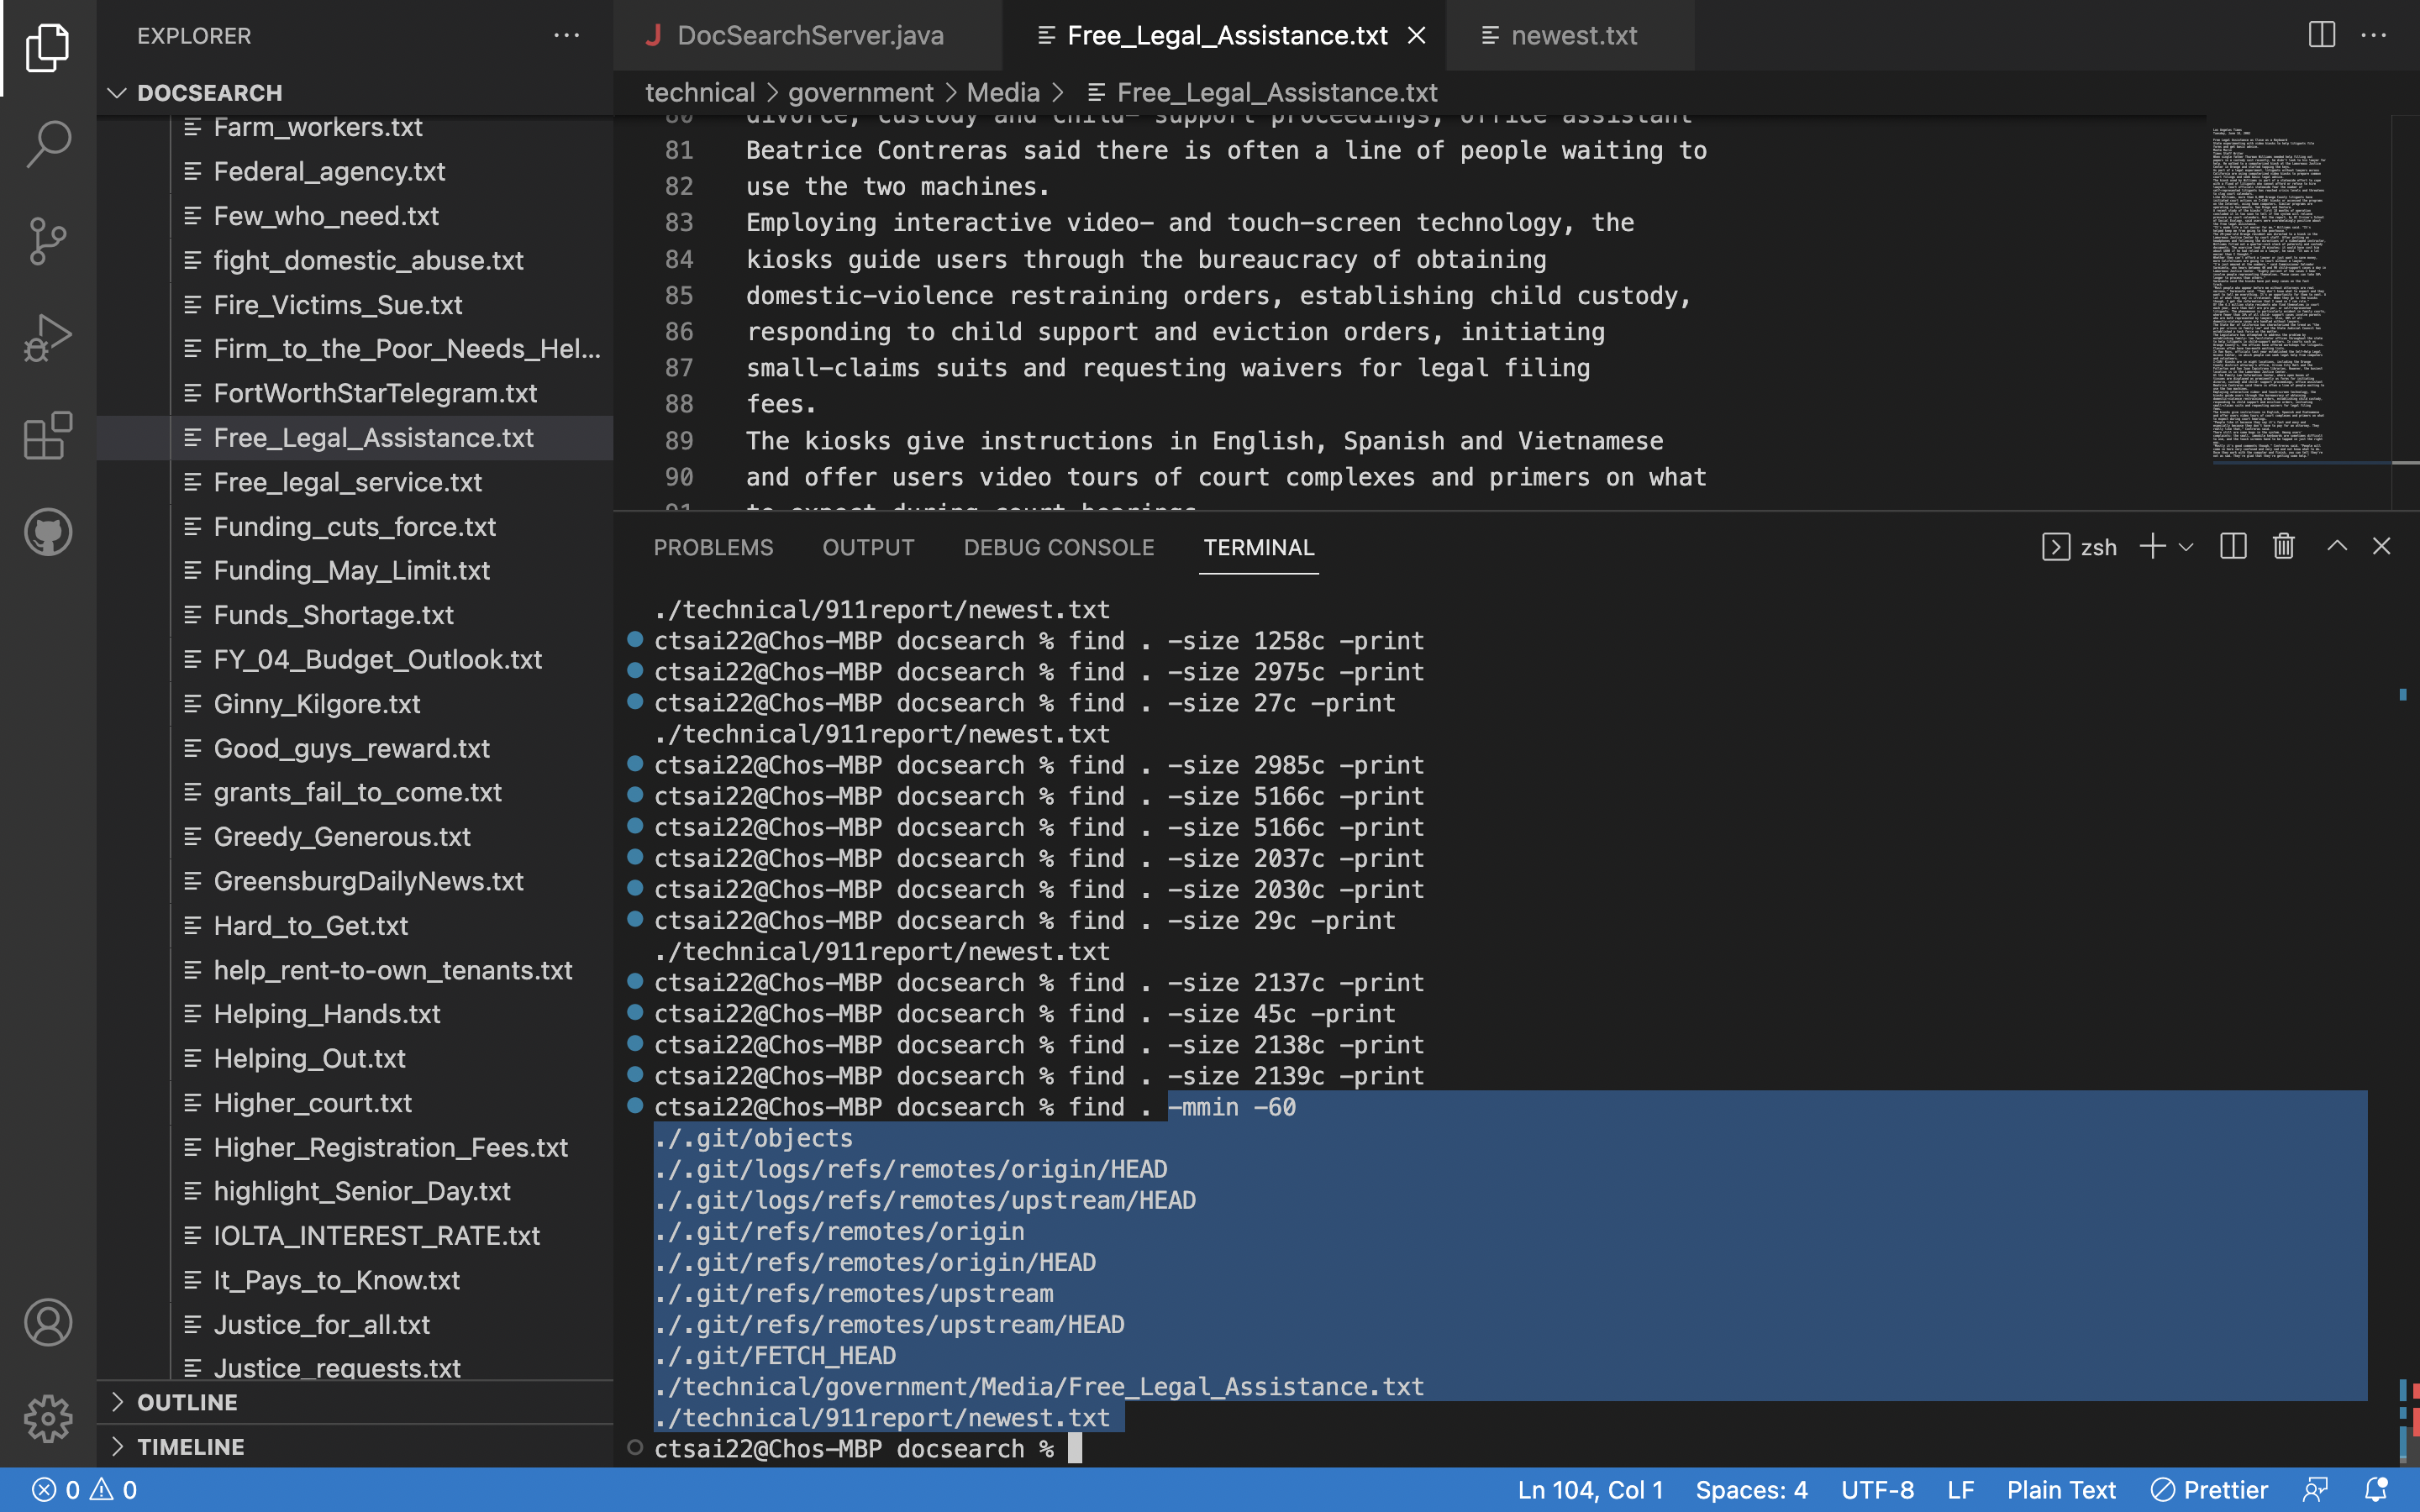 EXPLORER
DOCSEARCH
Farm_workers.txt
Federal_agency.txt
Few_who_need.txt
fight_domestic_abuse.txt
Fire_Victims_Sue.txt
Firm_to_the_Poor_Needs_Hel...
FortWorthStarTelegram.txt
Free_Legal_Assistance.txt
Free_legal_service.txt
Funding_cuts_force.txt
Funding_May_Limit.txt
Funds_Shortage.txt
FY_04_Budget_Outlook.txt
Ginny_Kilgore.txt
Good_guys_reward.txt
grants_fail_to_come.txt
Greedy_Generous.txt
GreensburgDailyNews.txt
Hard_to_Get.txt
help_rent-to-own_tenants.txt
Helping_Hands.txt
Helping_Out.txt
Higher_court.txt
Higher_Registration_Fees.txt
highlight_Senior_Day.txt
IOLTA_INTEREST_RATE.txt
It_Pays_to_Know.txt
Justice_for_all.txt
Justice_requests.txt
OUTLINE
TIMELINE
J DocSearchServer.java Free_Legal_Assistance.txt newest.txt
technical > government > Media > Free_Legal_Assistance.txt
80 divorce, custody and child- support proceedings, office assistant
81 Beatrice Contreras said there is often a line of people waiting to
82 use the two machines.
83 Employing interactive video- and touch-screen technology, the
84 kiosks guide users through the bureaucracy of obtaining
85 domestic-violence restraining orders, establishing child custody,
86 responding to child support and eviction orders, initiating
87 small-claims suits and requesting waivers for legal filing
88 fees.
89 The kiosks give instructions in English, Spanish and Vietnamese
90 and offer users video tours of court complexes and primers on what
91 to expect during court hearings.
PROBLEMS OUTPUT DEBUG CONSOLE TERMINAL zsh
./technical/911report/newest.txt
ctsai22@Chos-MBP docsearch % find . -size 1258c -print
ctsai22@Chos-MBP docsearch % find . -size 2975c -print
ctsai22@Chos-MBP docsearch % find . -size 27c -print
./technical/911report/newest.txt
ctsai22@Chos-MBP docsearch % find . -size 2985c -print
ctsai22@Chos-MBP docsearch % find . -size 5166c -print
ctsai22@Chos-MBP docsearch % find . -size 5166c -print
ctsai22@Chos-MBP docsearch % find . -size 2037c -print
ctsai22@Chos-MBP docsearch % find . -size 2030c -print
ctsai22@Chos-MBP docsearch % find . -size 29c -print
./technical/911report/newest.txt
ctsai22@Chos-MBP docsearch % find . -size 2137c -print
ctsai22@Chos-MBP docsearch % find . -size 45c -print
ctsai22@Chos-MBP docsearch % find . -size 2138c -print
ctsai22@Chos-MBP docsearch % find . -size 2139c -print
ctsai22@Chos-MBP docsearch % find . -mmin -60
./.git/objects
./.git/logs/refs/remotes/origin/HEAD
./.git/logs/refs/remotes/upstream/HEAD
./.git/refs/remotes/origin
./.git/refs/remotes/origin/HEAD
./.git/refs/remotes/upstream
./.git/refs/remotes/upstream/HEAD
./.git/FETCH_HEAD
./technical/government/Media/Free_Legal_Assistance.txt
./technical/911report/newest.txt
ctsai22@Chos-MBP docsearch %
0 0 Ln 104, Col 1 Spaces: 4 UTF-8 LF Plain Text Prettier